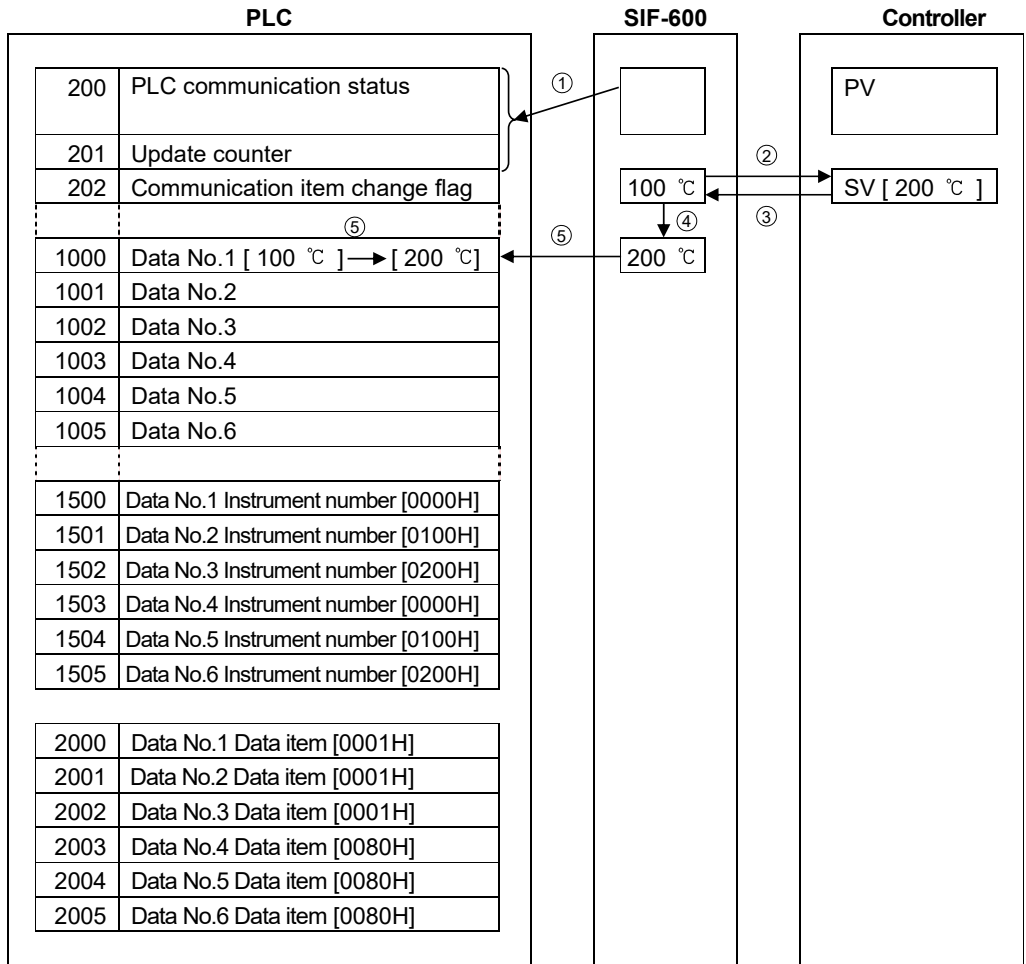 PLC SIF-600 Controller
200 PLC communication status ① PV
201 Update counter ②
202 Communication item change flag 100 ℃ SV [ 200 ℃ ]
⑤ ⑤ ④ ③
1000 Data No.1 [ 100 ℃ ] [ 200 ℃] 200 ℃
1001 Data No.2
1002 Data No.3
1003 Data No.4
1004 Data No.5
1005 Data No.6
1500 Data No.1 Instrument number [0000H]
1501 Data No.2 Instrument number [0100H]
1502 Data No.3 Instrument number [0200H]
1503 Data No.4 Instrument number [0000H]
1504 Data No.5 Instrument number [0100H]
1505 Data No.6 Instrument number [0200H]
2000 Data No.1 Data item [0001H]
2001 Data No.2 Data item [0001H]
2002 Data No.3 Data item [0001H]
2003 Data No.4 Data item [0080H]
2004 Data No.5 Data item [0080H]
2005 Data No.6 Data item [0080H]